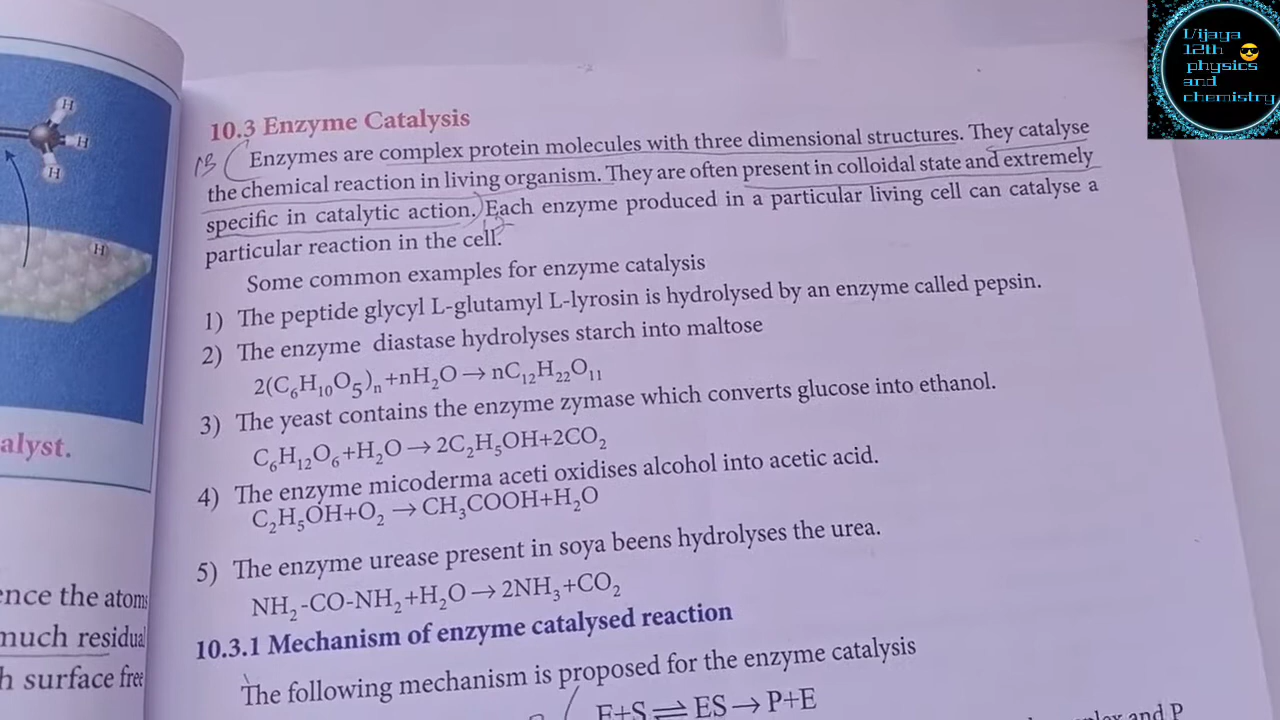 Vijaya
12th 😎
physics
and
chemistry
H
H
H
H
alyst.
ence the atoms
much residual
h surface free
10.3 Enzyme Catalysis
Enzymes are complex protein molecules with three dimensional structures. They catalyse
the chemical reaction in living organism. They are often present in colloidal state and extremely
specific in catalytic action. Each enzyme produced in a particular living cell can catalyse a
particular reaction in the cell.
Some common examples for enzyme catalysis
1) The peptide glycyl L-glutamyl L-lyrosin is hydrolysed by an enzyme called pepsin.
2) The enzyme diastase hydrolyses starch into maltose
2(C₆H₁₀O₅)ₙ+nH₂O→nC₁₂H₂₂O₁₁
3) The yeast contains the enzyme zymase which converts glucose into ethanol.
C₆H₁₂O₆+H₂O→2C₂H₅OH+2CO₂
4) The enzyme micoderma aceti oxidises alcohol into acetic acid.
C₂H₅OH+O₂→CH₃COOH+H₂O
5) The enzyme urease present in soya beens hydrolyses the urea.
NH₂-CO-NH₂+H₂O→2NH₃+CO₂
10.3.1 Mechanism of enzyme catalysed reaction
The following mechanism is proposed for the enzyme catalysis
E+S⇌ES→P+E
and P